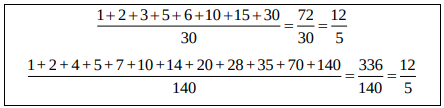 (1+2+3+5+6+10+15+30)/30 = 72/30 = 12/5
(1+2+4+5+7+10+14+20+28+35+70+140)/140 = 336/140 = 12/5